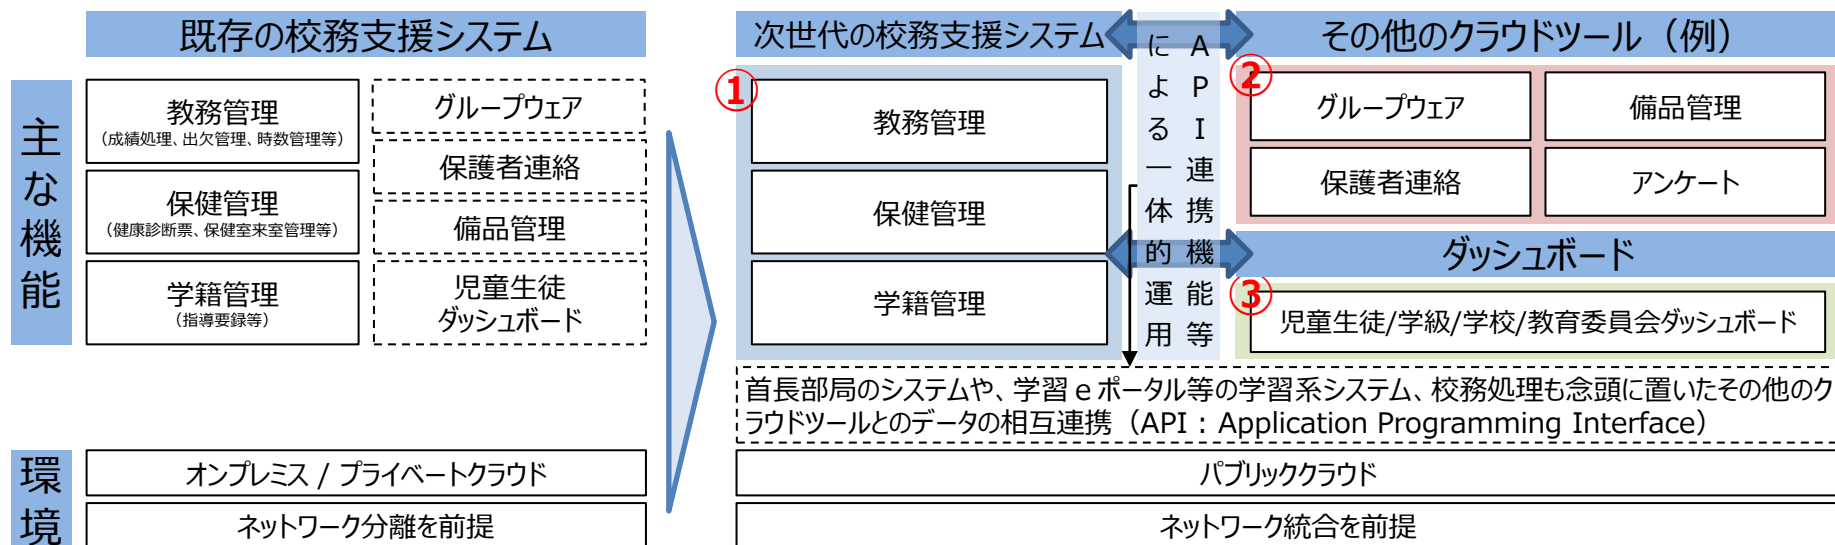 既存の校務支援システム
次世代の校務支援システム
その他のクラウドツール（例）
主な機能
教務管理
（成績処理、出欠管理、時数管理等）
保健管理
（健康診断票、保健室来室管理等）
学籍管理
（指導要録等）
グループウェア
保護者連絡
備品管理
児童生徒
ダッシュボード
①
教務管理
保健管理
学籍管理
API連携機能等
による一体的運用
②
グループウェア
備品管理
保護者連絡
アンケート
ダッシュボード
③
児童生徒/学級/学校/教育委員会ダッシュボード
首長部局のシステムや、学習ｅポータル等の学習系システム、校務処理も念頭に置いたその他のク
ラウドツールとのデータの相互連携（API：Application Programming Interface）
環境
オンプレミス / プライベートクラウド
ネットワーク分離を前提
パブリッククラウド
ネットワーク統合を前提